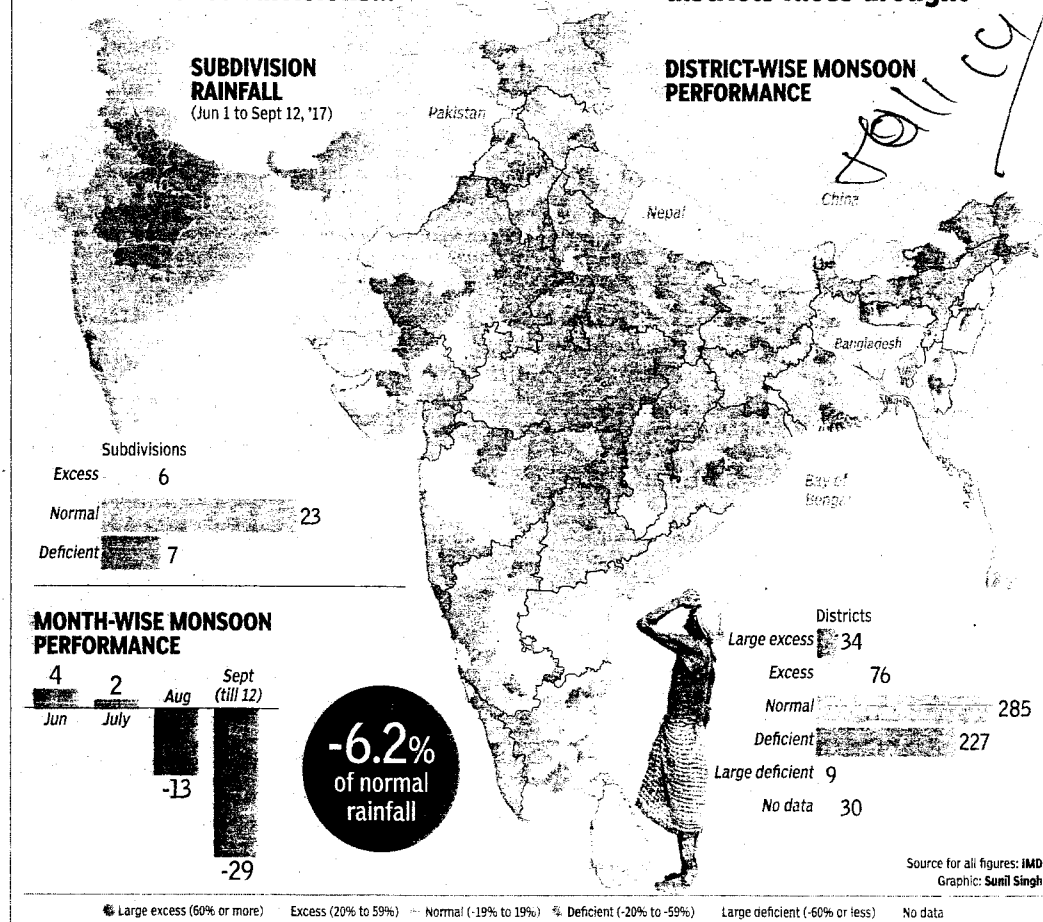 SUBDIVISION
RAINFALL
(Jun 1 to Sept 12, '17)
DISTRICT-WISE MONSOON
PERFORMANCE
Pakistan
China
Nepal
Bangladesh
Bay of
Bengal
Subdivisions
Excess 6
Normal 23
Deficient 7
MONTH-WISE MONSOON
PERFORMANCE
4
Jun
2
July
Aug
-13
Sept
(till 12)
-29
-6.2%
of normal
rainfall
Districts
Large excess 34
Excess 76
Normal 285
Deficient 227
Large deficient 9
No data 30
Source for all figures: IMD
Graphic: Sunil Singh
Large excess (60% or more) Excess (20% to 59%) Normal (-19% to 19%) Deficient (-20% to -59%) Large deficient (-60% or less) No data